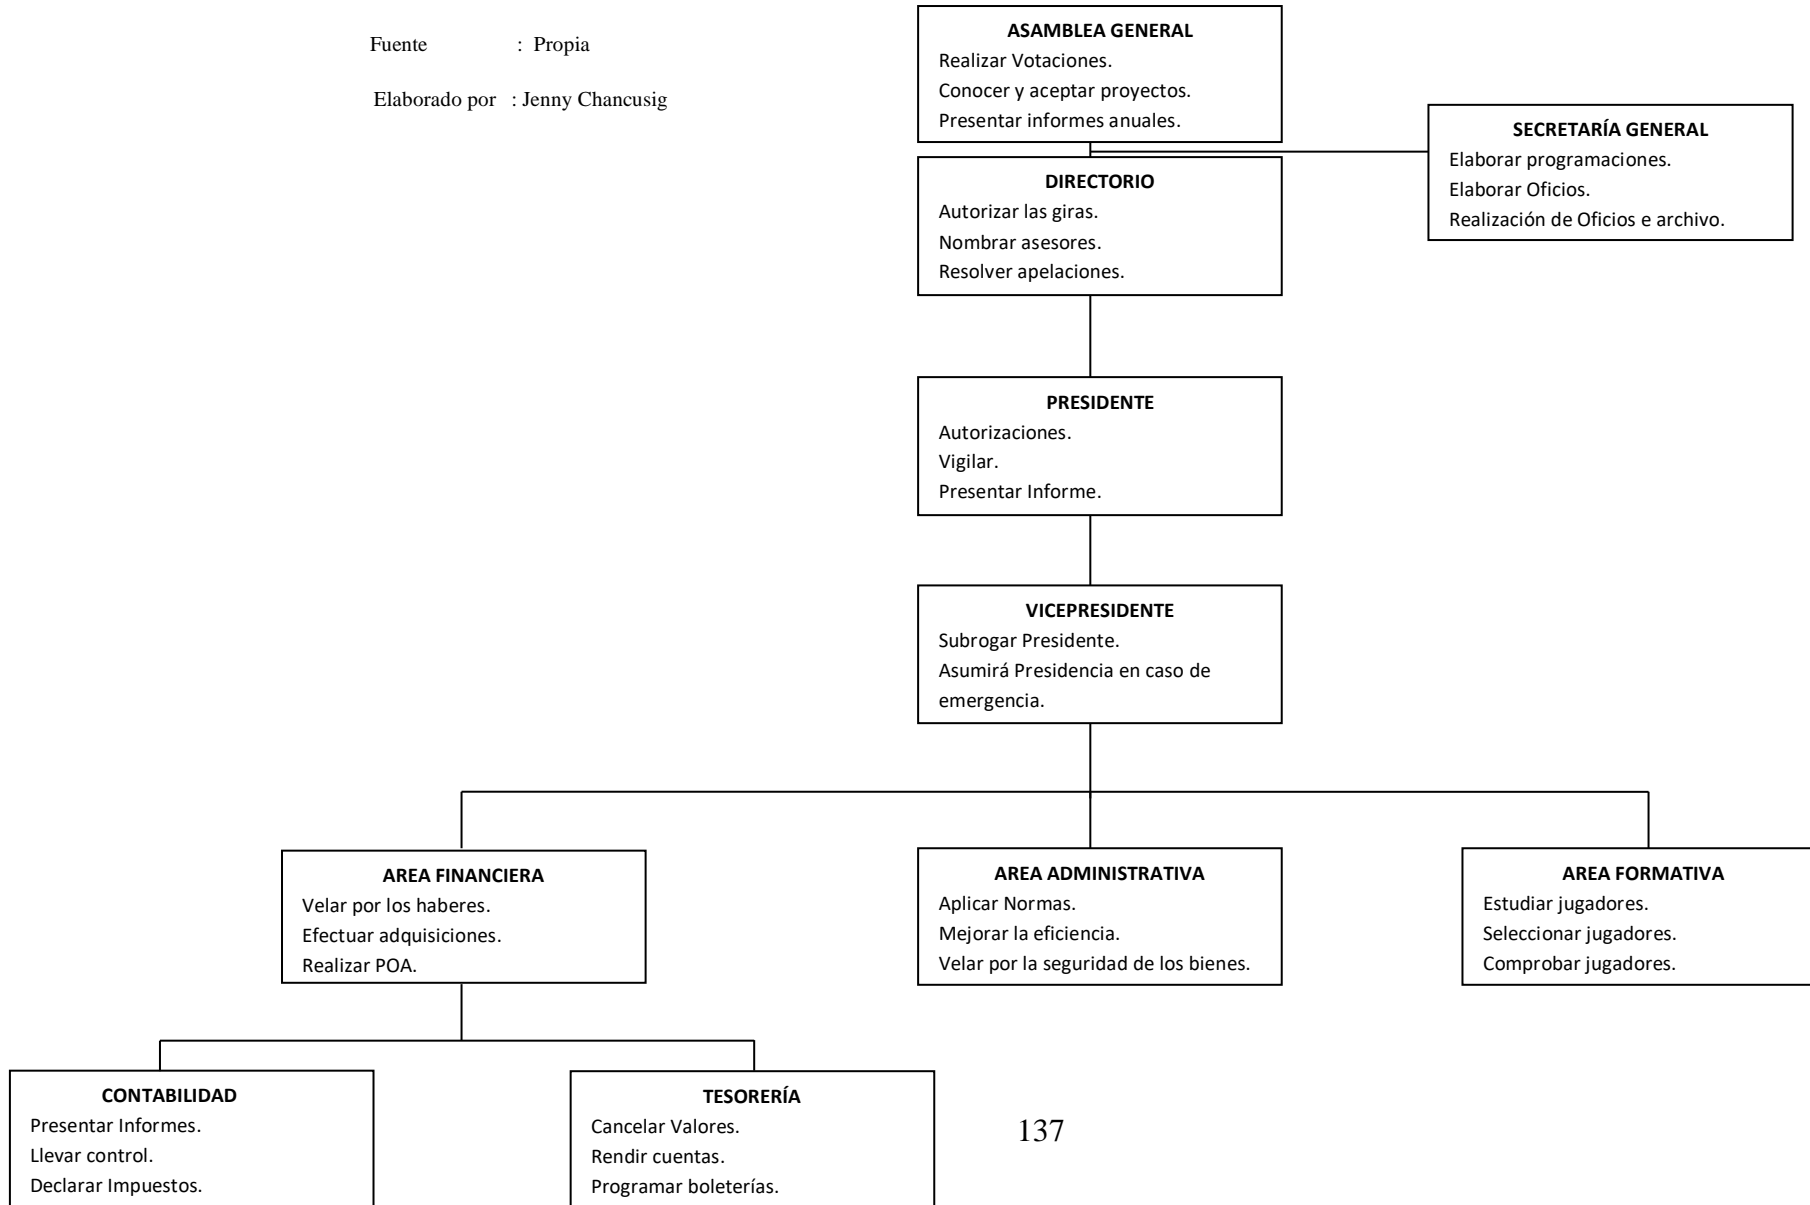 Fuente : Propia
Elaborado por : Jenny Chancusig
ASAMBLEA GENERAL
Realizar Votaciones.
Conocer y aceptar proyectos.
Presentar informes anuales.
SECRETARÍA GENERAL
Elaborar programaciones.
Elaborar Oficios.
Realización de Oficios e archivo.
DIRECTORIO
Autorizar las giras.
Nombrar asesores.
Resolver apelaciones.
PRESIDENTE
Autorizaciones.
Vigilar.
Presentar Informe.
VICEPRESIDENTE
Subrogar Presidente.
Asumirá Presidencia en caso de
emergencia.
AREA FINANCIERA
Velar por los haberes.
Efectuar adquisiciones.
Realizar POA.
AREA ADMINISTRATIVA
Aplicar Normas.
Mejorar la eficiencia.
Velar por la seguridad de los bienes.
AREA FORMATIVA
Estudiar jugadores.
Seleccionar jugadores.
Comprobar jugadores.
CONTABILIDAD
Presentar Informes.
Llevar control.
Declarar Impuestos.
TESORERÍA
Cancelar Valores.
Rendir cuentas.
Programar boleterías.
137